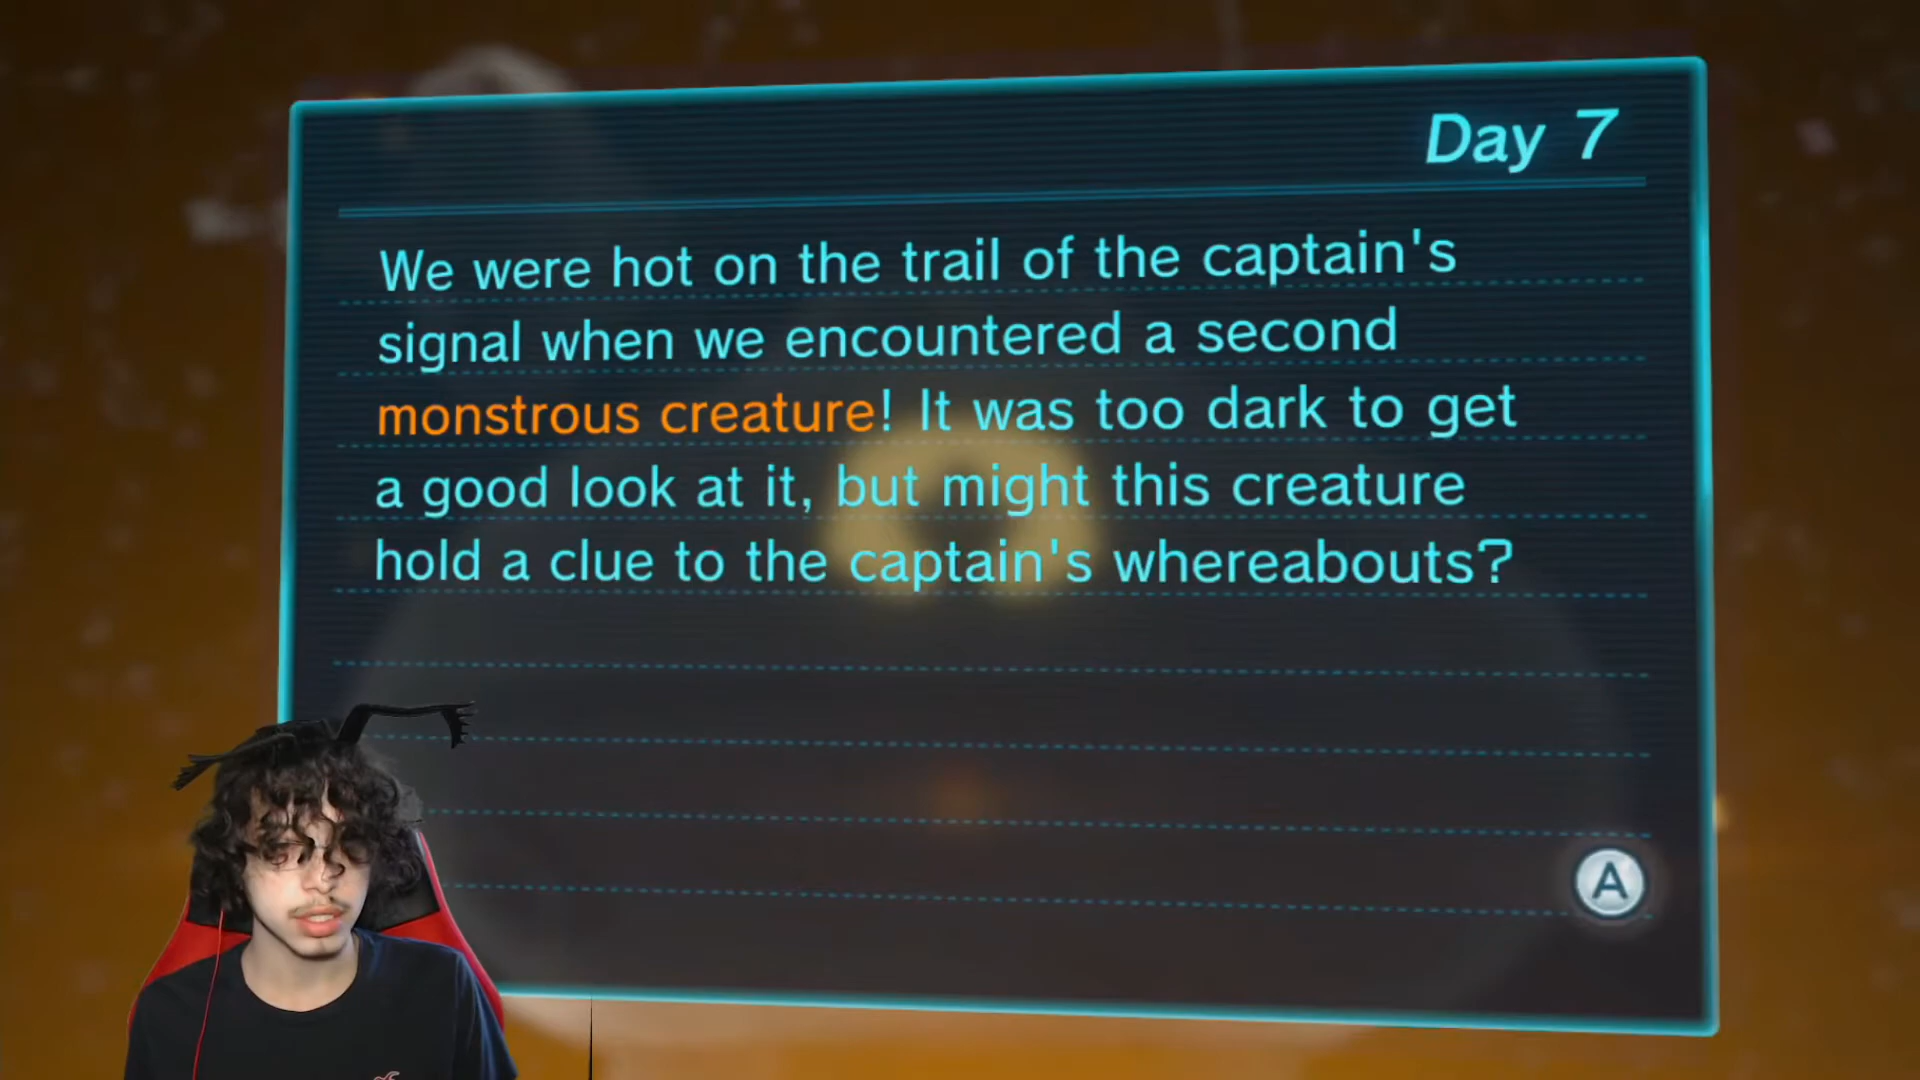 Day 7
We were hot on the trail of the captain's
signal when we encountered a second
monstrous creature! It was too dark to get
a good look at it, but might this creature
hold a clue to the captain's whereabouts?
A